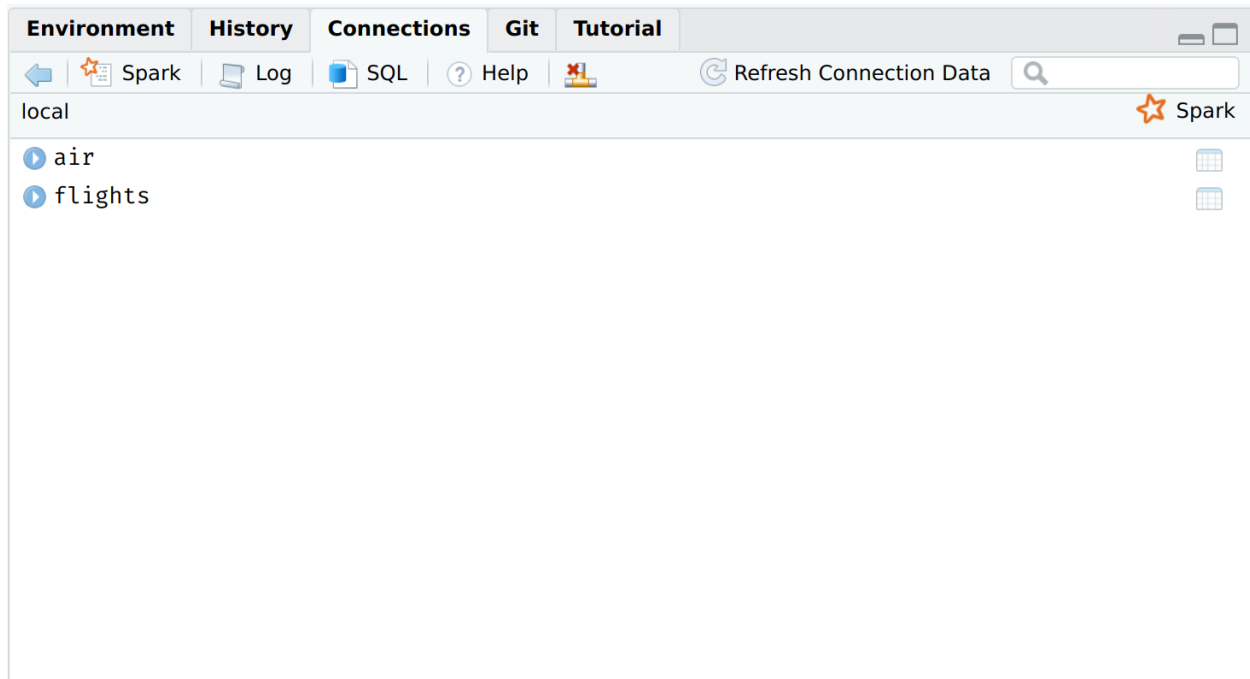 Environment History Connections Git Tutorial
Spark Log SQL ? Help Refresh Connection Data
local Spark
air
flights